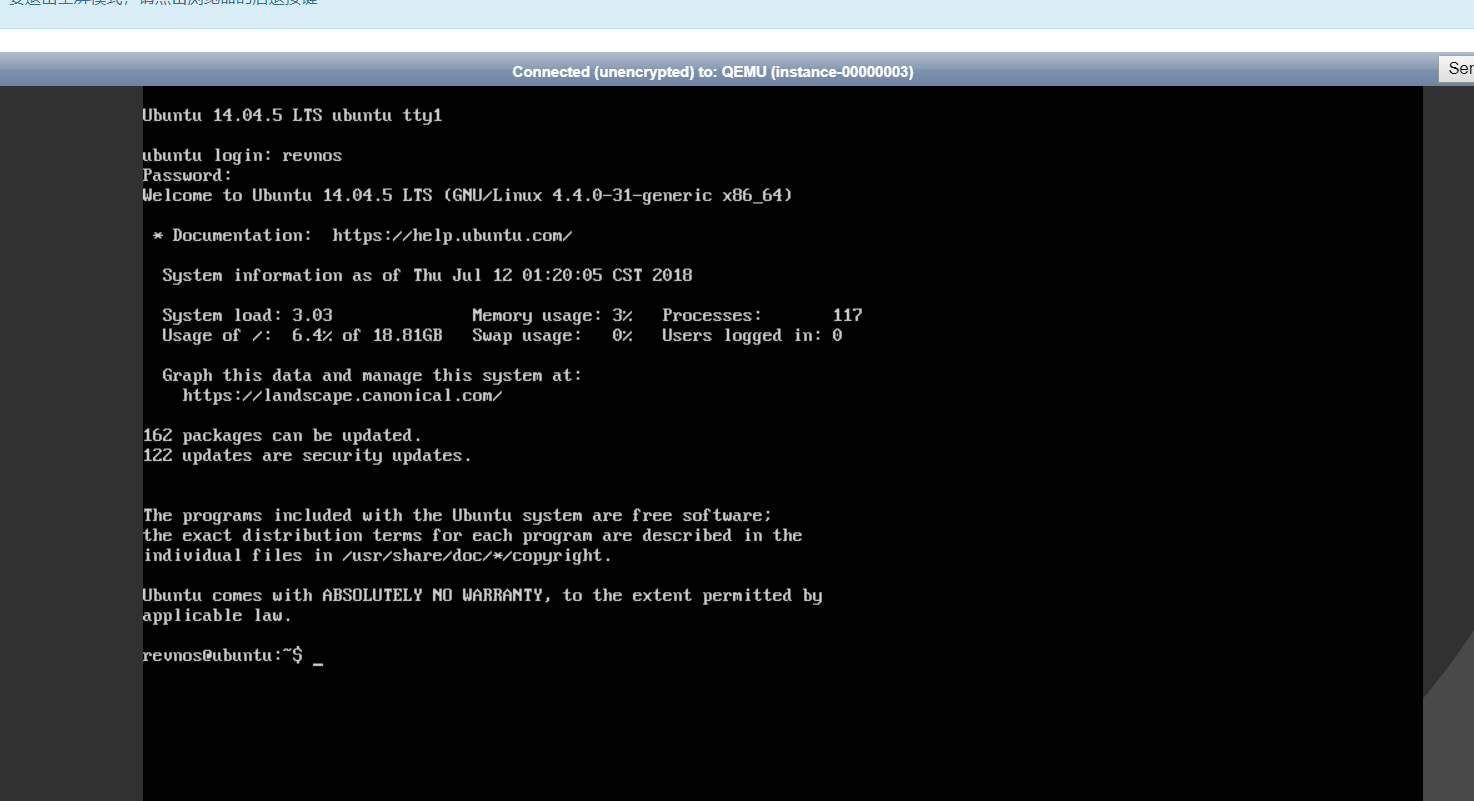 Connected (unencrypted) to: QEMU (instance-00000003)
Ubuntu 14.04.5 LTS ubuntu tty1
ubuntu login: revnos
Password:
Welcome to Ubuntu 14.04.5 LTS (GNU/Linux 4.4.0-31-generic x86_64)
* Documentation:  https://help.ubuntu.com/
System information as of Thu Jul 12 01:20:05 CST 2018
System load: 3.03 Memory usage: 3% Processes: 117
Usage of /: 6.4% of 18.81GB Swap usage: 0% Users logged in: 0
Graph this data and manage this system at:
https://landscape.canonical.com/
162 packages can be updated.
122 updates are security updates.
The programs included with the Ubuntu system are free software;
the exact distribution terms for each program are described in the
individual files in /usr/share/doc/*/copyright.
Ubuntu comes with ABSOLUTELY NO WARRANTY, to the extent permitted by
applicable law.
revnos@ubuntu:~$ _